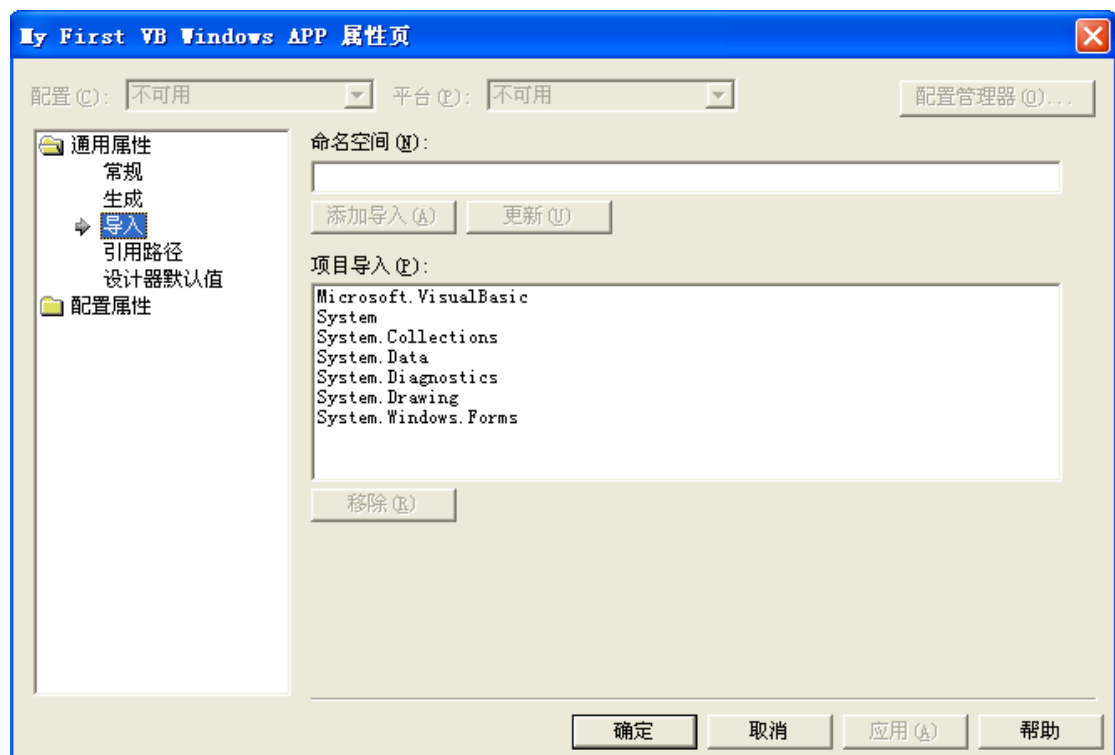 My First VB Windows APP 属性页
配置(C): 不可用 平台(P): 不可用 配置管理器(O)...
通用属性
常规
生成
导入
引用路径
设计器默认值
配置属性
命名空间(N):
添加导入(A) 更新(U)
项目导入(P):
Microsoft.VisualBasic
System
System.Collections
System.Data
System.Diagnostics
System.Drawing
System.Windows.Forms
移除(R)
确定 取消 应用(A) 帮助